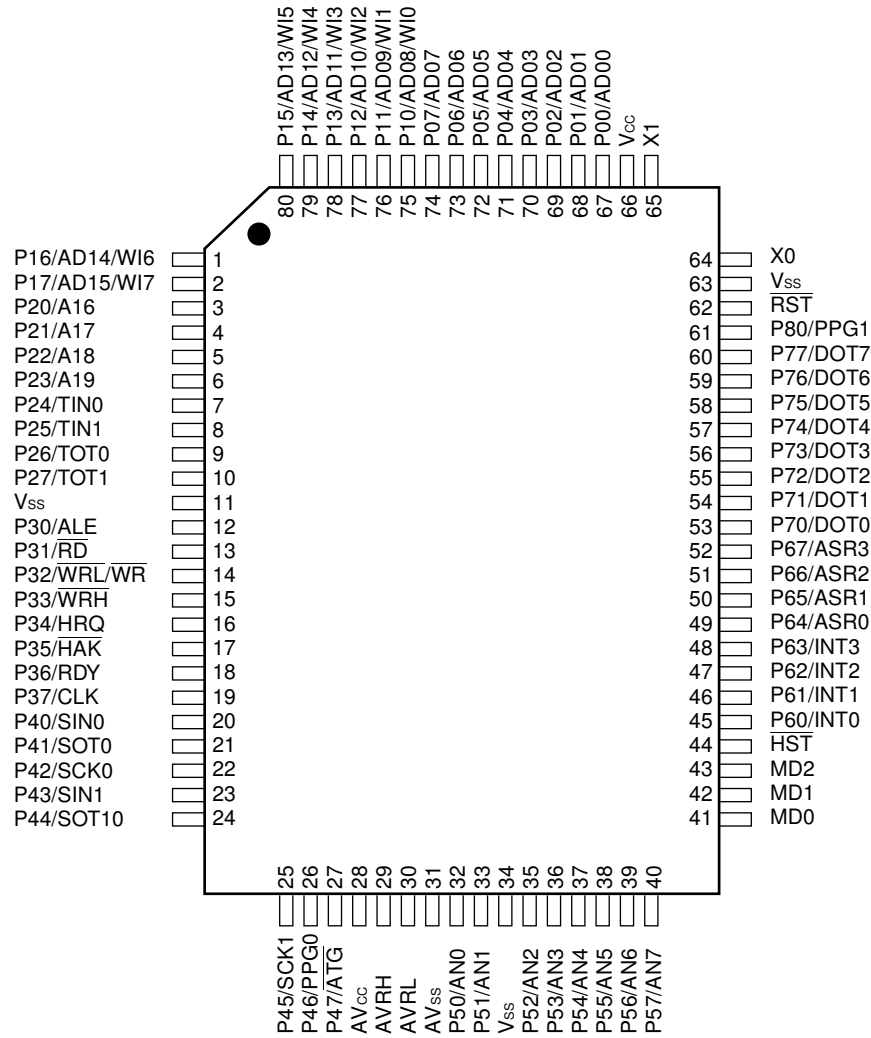 P15/AD13/WI5
P14/AD12/WI4
P13/AD11/WI3
P12/AD10/WI2
P11/AD09/WI1
P10/AD08/WI0
P07/AD07
P06/AD06
P05/AD05
P04/AD04
P03/AD03
P02/AD02
P01/AD01
P00/AD00
Vcc
X1
80
79
78
77
76
75
74
73
72
71
70
69
68
67
66
65
P16/AD14/WI6 1
P17/AD15/WI7 2
P20/A16 3
P21/A17 4
P22/A18 5
P23/A19 6
P24/TIN0 7
P25/TIN1 8
P26/TOT0 9
P27/TOT1 10
Vss 11
P30/ALE 12
P31/RD 13
P32/WRL/WR 14
P33/WRH 15
P34/HRQ 16
P35/HAK 17
P36/RDY 18
P37/CLK 19
P40/SIN0 20
P41/SOT0 21
P42/SCK0 22
P43/SIN1 23
P44/SOT10 24
64 X0
63 Vss
62 RST
61 P80/PPG1
60 P77/DOT7
59 P76/DOT6
58 P75/DOT5
57 P74/DOT4
56 P73/DOT3
55 P72/DOT2
54 P71/DOT1
53 P70/DOT0
52 P67/ASR3
51 P66/ASR2
50 P65/ASR1
49 P64/ASR0
48 P63/INT3
47 P62/INT2
46 P61/INT1
45 P60/INT0
44 HST
43 MD2
42 MD1
41 MD0
25
26
27
28
29
30
31
32
33
34
35
36
37
38
39
40
P45/SCK1
P46/PPG0
P47/ATG
AVcc
AVRH
AVRL
AVss
P50/AN0
P51/AN1
Vss
P52/AN2
P53/AN3
P54/AN4
P55/AN5
P56/AN6
P57/AN7